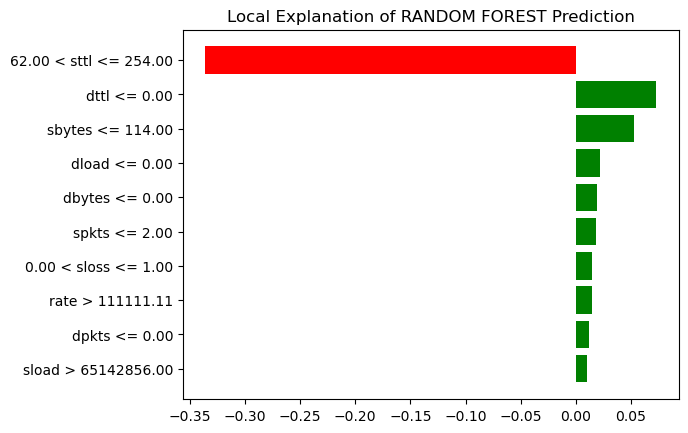 Local Explanation of RANDOM FOREST Prediction
62.00 < sttl <= 254.00
dttl <= 0.00
sbytes <= 114.00
dload <= 0.00
dbytes <= 0.00
spkts <= 2.00
0.00 < sloss <= 1.00
rate > 111111.11
dpkts <= 0.00
sload > 65142856.00
−0.35 −0.30 −0.25 −0.20 −0.15 −0.10 −0.05 0.00 0.05